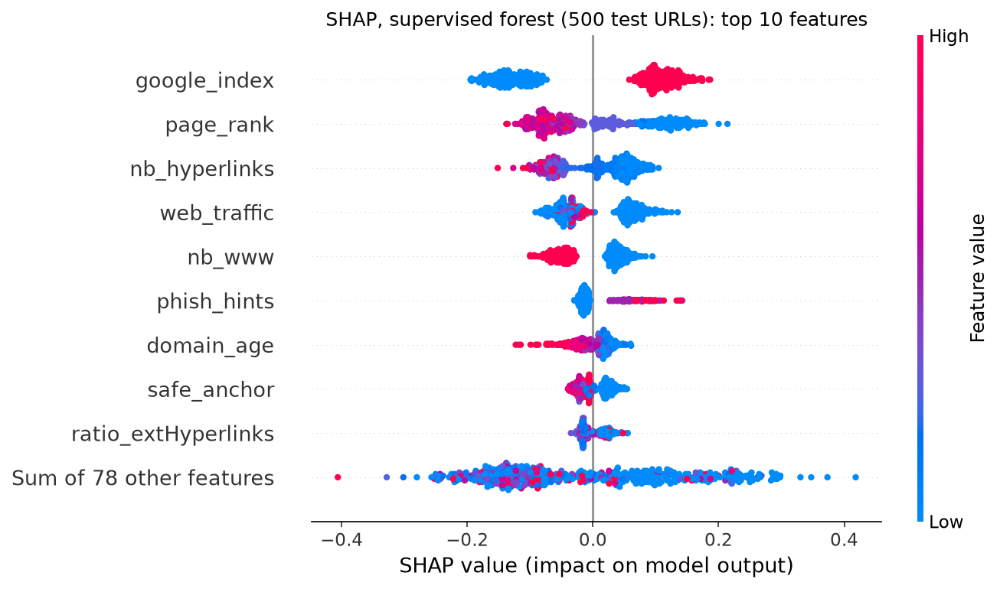 SHAP, supervised forest (500 test URLs): top 10 features
High
google_index
page_rank
nb_hyperlinks
web_traffic
nb_www
phish_hints
domain_age
safe_anchor
ratio_extHyperlinks
Sum of 78 other features
Feature value
Low
−0.4 −0.2 0.0 0.2 0.4
SHAP value (impact on model output)